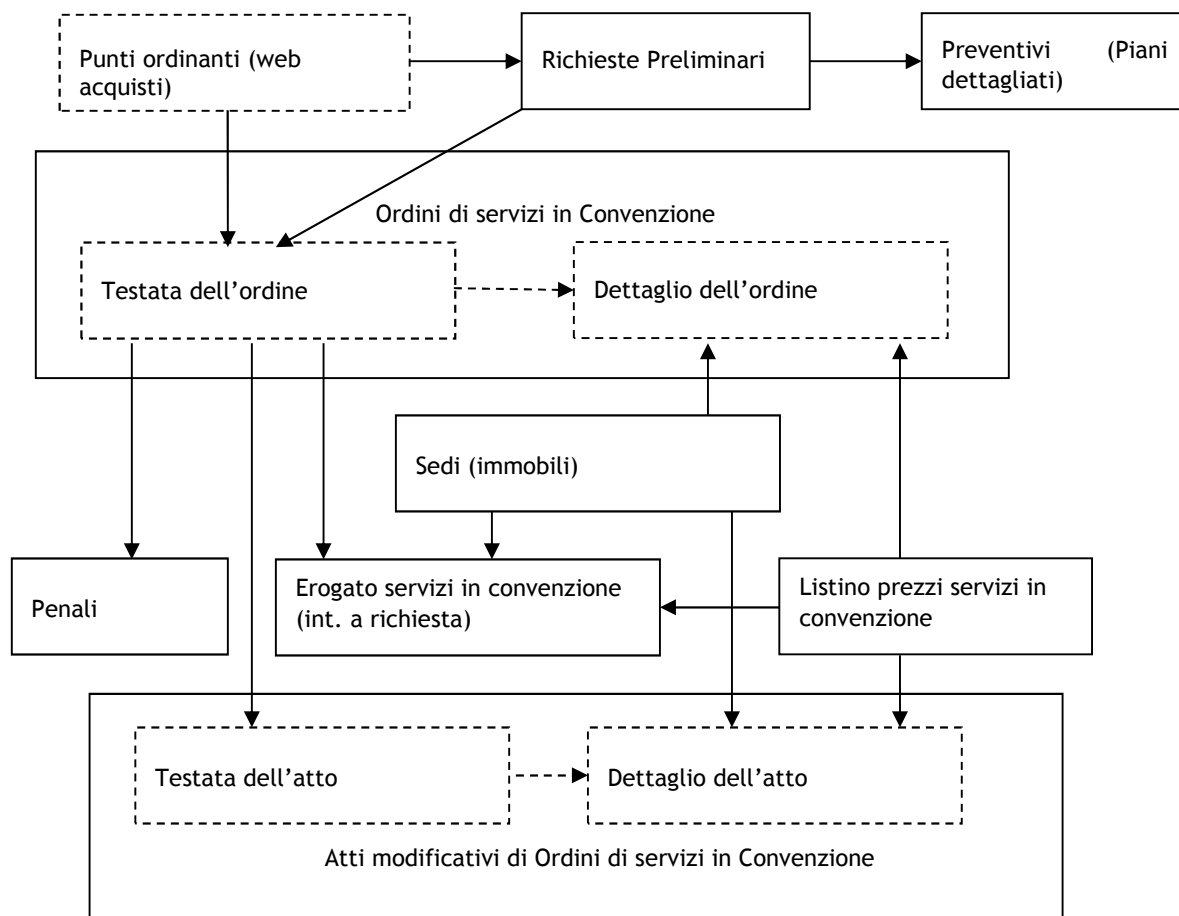 Punti ordinanti (web
acquisti)
Richieste Preliminari
Preventivi (Piani
dettagliati)
Ordini di servizi in Convenzione
Testata dell’ordine
Dettaglio dell’ordine
Sedi (immobili)
Penali
Erogato servizi in convenzione
(int. a richiesta)
Listino prezzi servizi in
convenzione
Testata dell’atto
Dettaglio dell’atto
Atti modificativi di Ordini di servizi in Convenzione